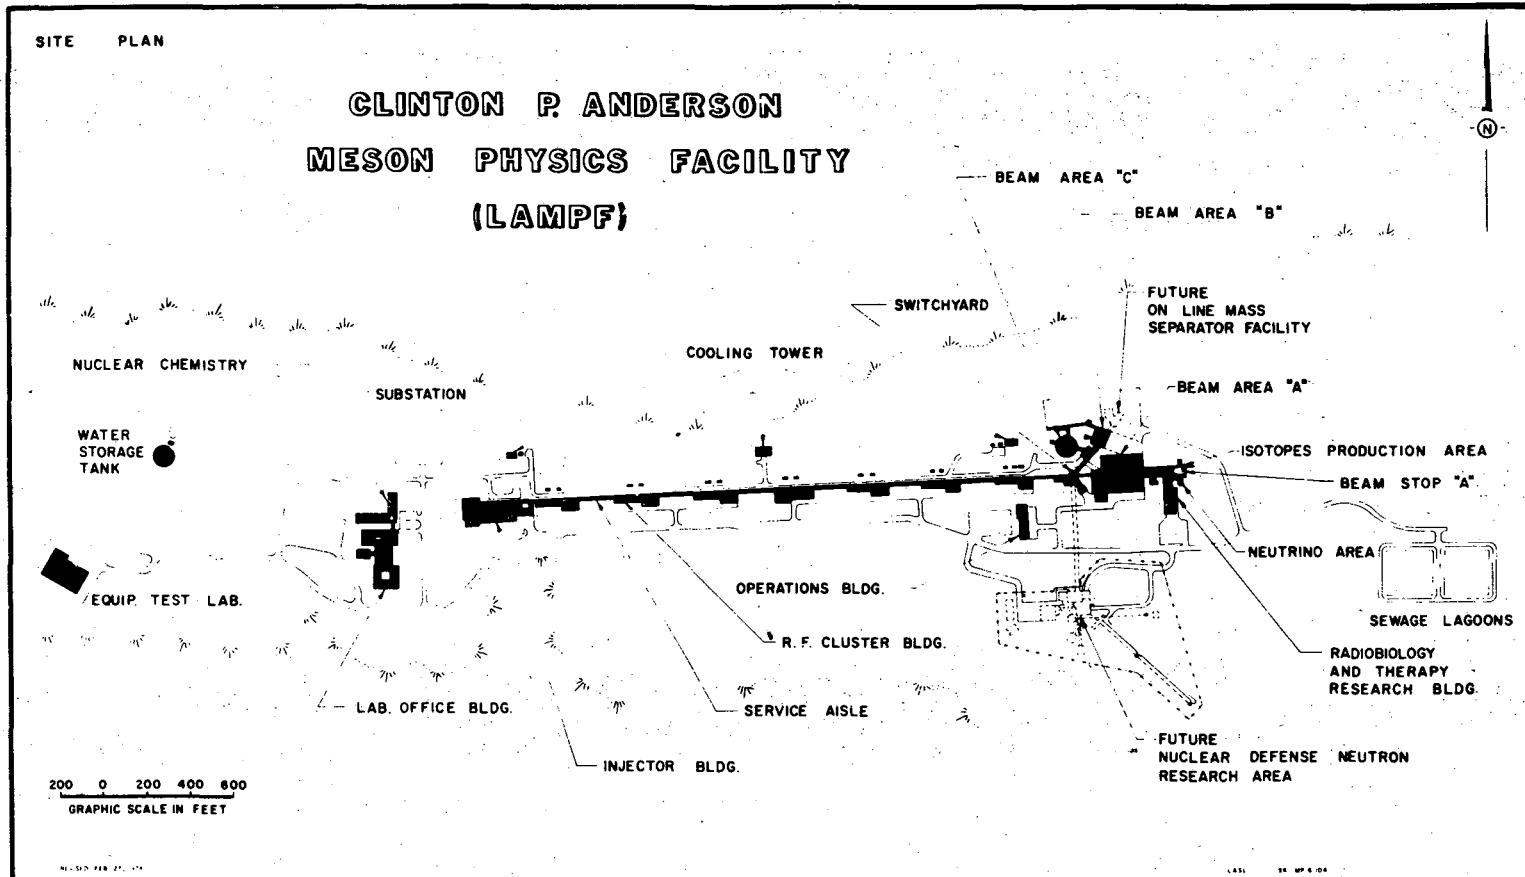 SITE PLAN
CLINTON P. ANDERSON
MESON PHYSICS FACILITY
(LAMPF)
N
BEAM AREA "C"
BEAM AREA "B"
SWITCHYARD
FUTURE
ON LINE MASS
SEPARATOR FACILITY
COOLING TOWER
NUCLEAR CHEMISTRY
SUBSTATION
BEAM AREA "A"
WATER
STORAGE
TANK
ISOTOPES PRODUCTION AREA
BEAM STOP "A"
NEUTRINO AREA
EQUIP. TEST LAB.
OPERATIONS BLDG.
SEWAGE LAGOONS
R.F. CLUSTER BLDG.
RADIOBIOLOGY
AND THERAPY
RESEARCH BLDG.
LAB. OFFICE BLDG.
SERVICE AISLE
FUTURE
NUCLEAR DEFENSE NEUTRON
RESEARCH AREA
INJECTOR BLDG.
200 0 200 400 600
GRAPHIC SCALE IN FEET